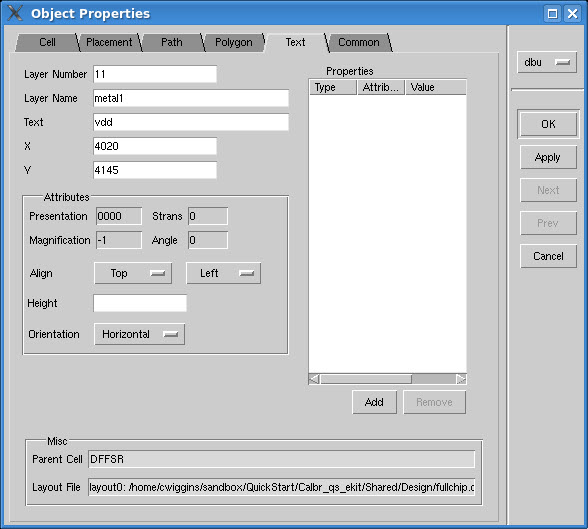 Object Properties
Cell Placement Path Polygon Text Common
dbu
Layer Number 11
Layer Name metal1
Text vdd
X 4020
Y 4145
Properties
Type Attrib... Value
OK
Apply
Next
Prev
Cancel
Attributes
Presentation 0000 Strans 0
Magnification -1 Angle 0
Align Top Left
Height
Orientation Horizontal
Add Remove
Misc
Parent Cell DFFSR
Layout File layout0: /home/cwiggins/sandbox/QuickStart/Calbr_qs_ekit/Shared/Design/fullchip.